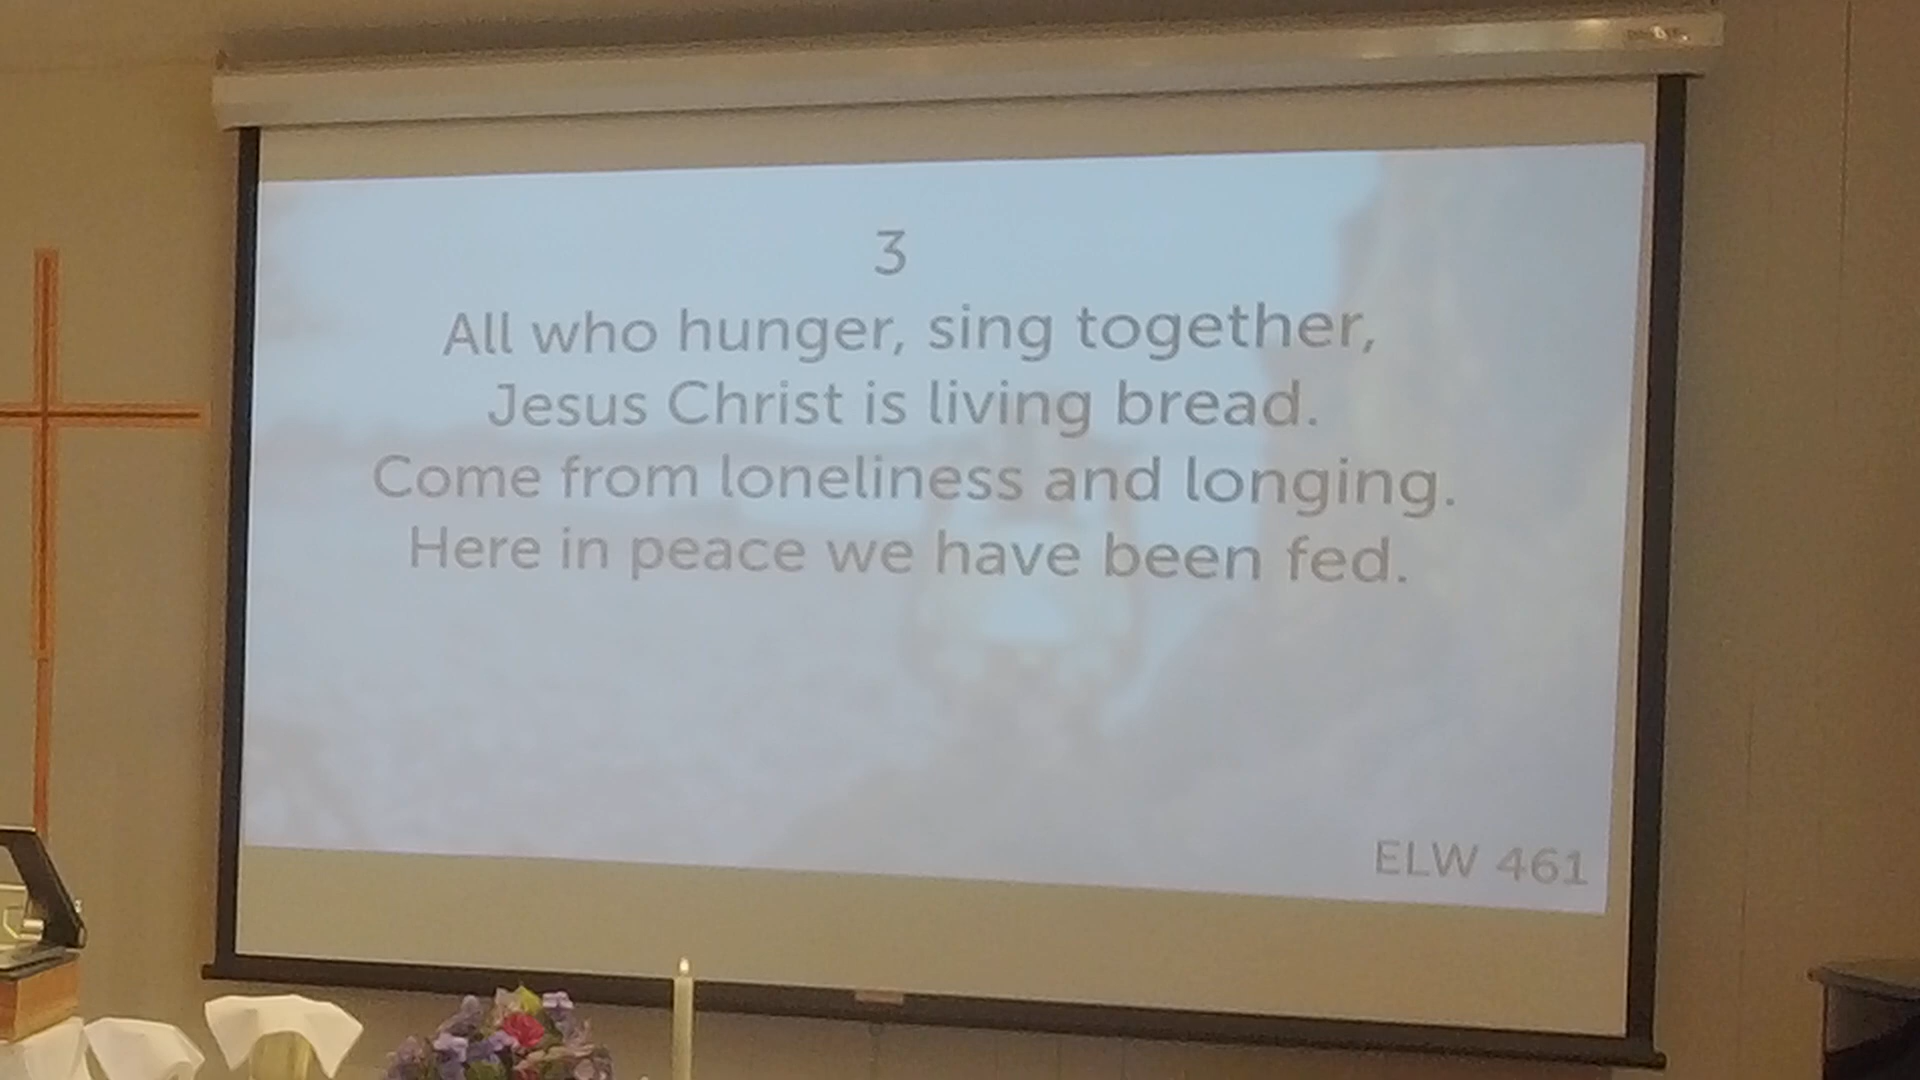 3
All who hunger, sing together,
Jesus Christ is living bread.
Come from loneliness and longing.
Here in peace we have been fed.
ELW 461